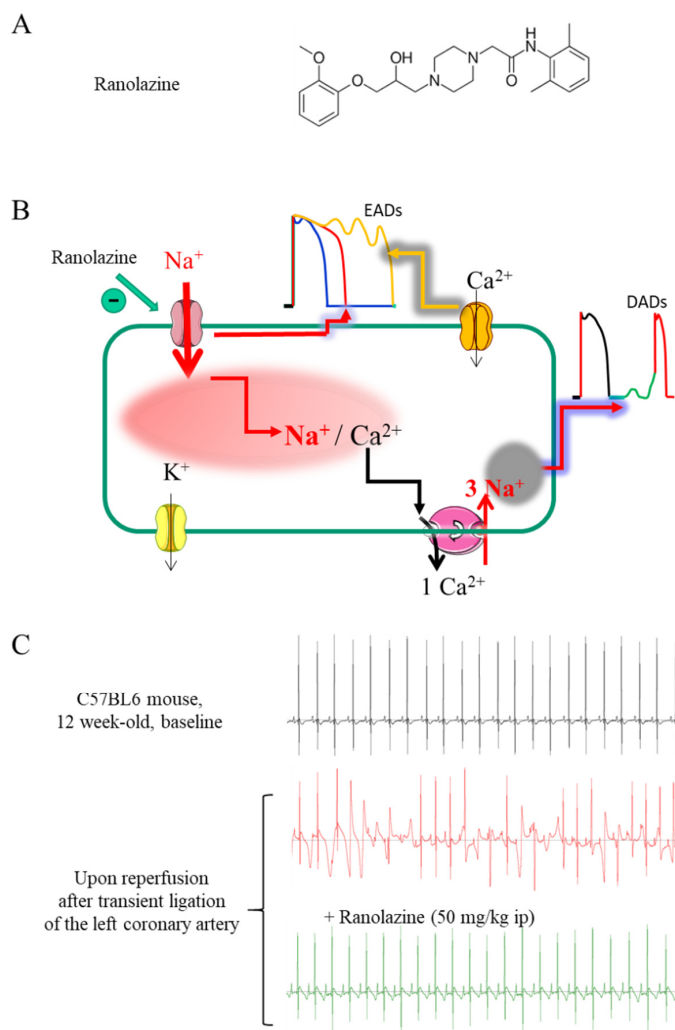 A
Ranolazine
O
O
OH
N
N
O
H
N
B
EADs
Ranolazine
Na⁺
Ca²⁺
DADs
−
Na⁺ / Ca²⁺
K⁺
3 Na⁺
1 Ca²⁺
C
C57BL6 mouse,
12 week-old, baseline
Upon reperfusion
after transient ligation
of the left coronary artery
+ Ranolazine (50 mg/kg ip)